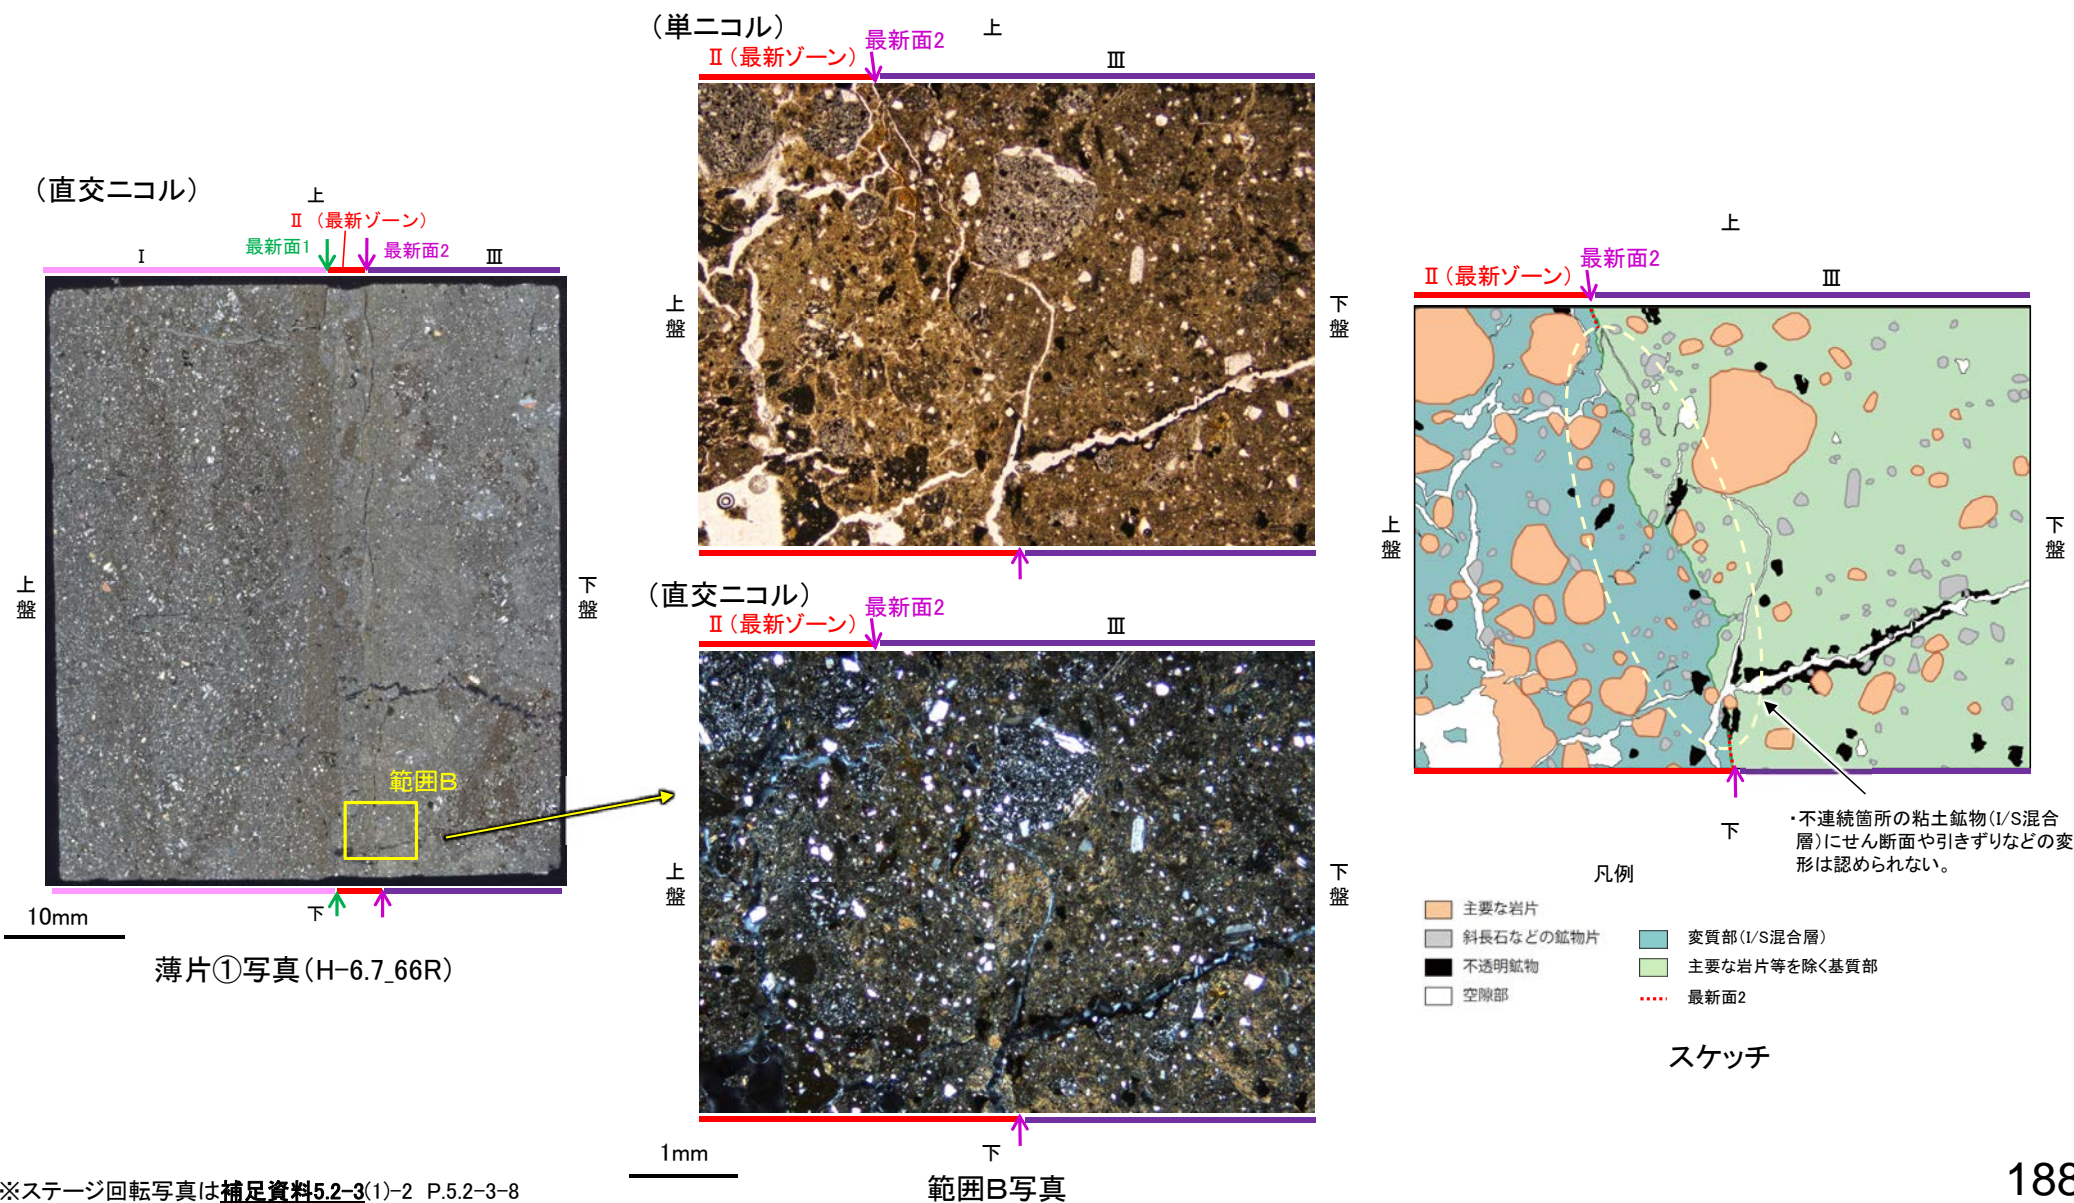 (直交ニコル)
上
Ⅱ (最新ゾーン)
最新面1
最新面2
Ⅰ
Ⅲ
上盤
下盤
範囲B
下
10mm
薄片①写真(H-6.7_66R)
(単ニコル)
上
Ⅱ(最新ゾーン)
最新面2
Ⅲ
上盤
下盤
(直交ニコル)
Ⅱ(最新ゾーン)
最新面2
Ⅲ
上盤
下盤
下
1mm
範囲B写真
上
Ⅱ(最新ゾーン)
最新面2
Ⅲ
上盤
下盤
下
・不連続箇所の粘土鉱物(I/S混合
層)にせん断面や引きずりなどの変
形は認められない。
凡例
主要な岩片
斜長石などの鉱物片
不透明鉱物
空隙部
変質部(I/S混合層)
主要な岩片等を除く基質部
最新面2
スケッチ
※ステージ回転写真は補足資料5.2-3(1)-2 P.5.2-3-8
188